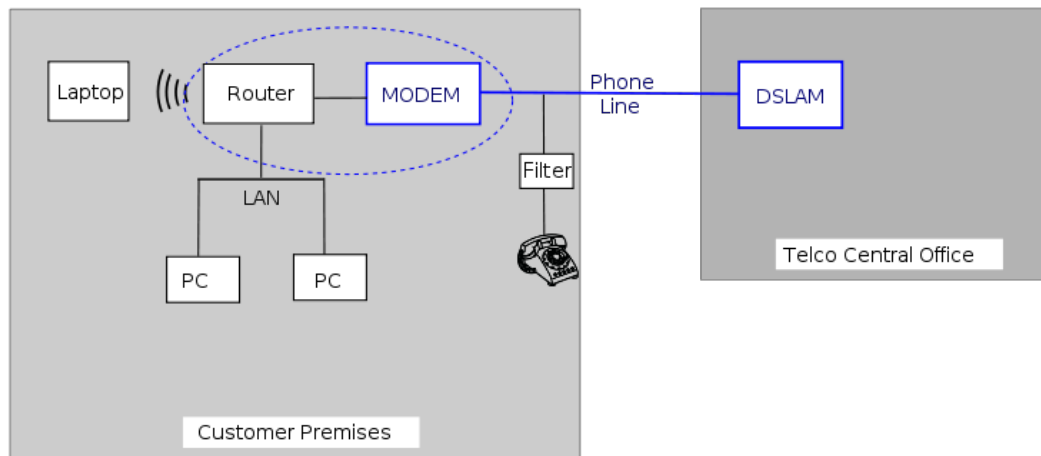 Laptop
Router
MODEM
Phone
Line
DSLAM
Filter
LAN
PC
PC
Telco Central Office
Customer Premises